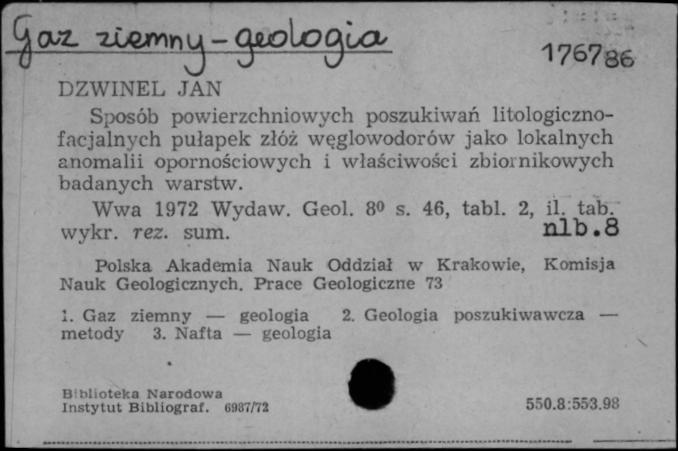 Gaz ziemny - geologia
176786
DZWINEL JAN
Sposób powierzchniowych poszukiwań litologiczno-
facjalnych pułapek złóż węglowodorów jako lokalnych
anomalii opornościowych i właściwości zbiornikowych
badanych warstw.
Wwa 1972 Wydaw. Geol. 8⁰ s. 46, tabl. 2, il. tab.
wykr. rez. sum. nlb.8
Polska Akademia Nauk Oddział w Krakowie, Komisja
Nauk Geologicznych. Prace Geologiczne 73
1. Gaz ziemny — geologia 2. Geologia poszukiwawcza —
metody 3. Nafta — geologia
Biblioteka Narodowa
Instytut Bibliograf. 6987/72 550.8:553.98